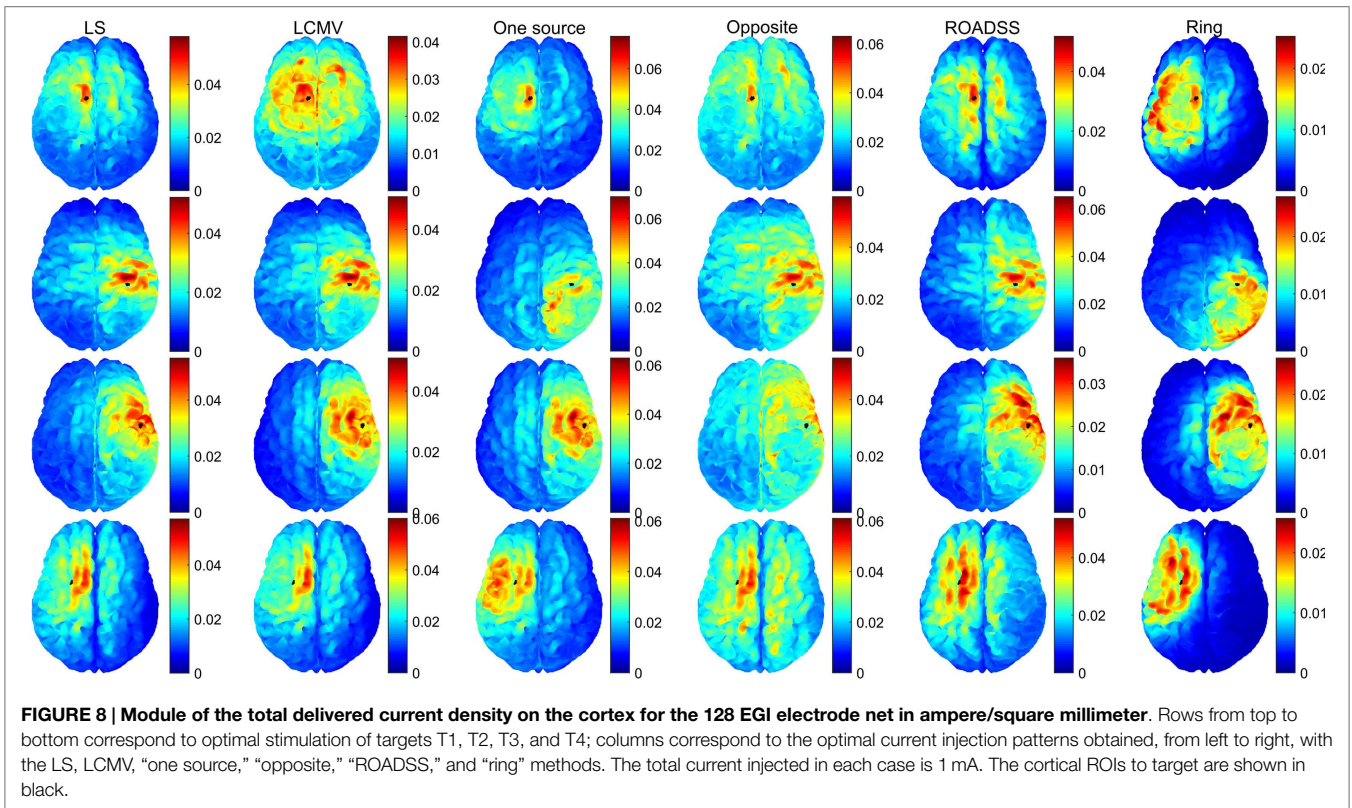 LS LCMV One source Opposite ROADSS Ring
0.04 0.02 0
0.04 0.03 0.02 0.01 0
0.06 0.04 0.02 0
0.06 0.05 0.04 0.03 0.02 0.01 0
0.04 0.02 0
0.02 0.01 0
0.04 0.02 0
0.04 0.02 0
0.06 0.04 0.02 0
0.04 0.02 0
0.06 0.04 0.02 0
0.02 0.01 0
0.04 0.02 0
0.04 0.02 0
0.06 0.04 0.02 0
0.04 0.02 0
0.03 0.02 0.01 0
0.02 0.01 0
0.04 0.02 0
0.06 0.04 0.02 0
0.06 0.04 0.02 0
0.06 0.04 0.02 0
0.04 0.02 0
0.02 0.01 0
FIGURE 8 | Module of the total delivered current density on the cortex for the 128 EGI electrode net in ampere/square millimeter. Rows from top to
bottom correspond to optimal stimulation of targets T1, T2, T3, and T4; columns correspond to the optimal current injection patterns obtained, from left to right, with
the LS, LCMV, “one source,” “opposite,” “ROADSS,” and “ring” methods. The total current injected in each case is 1 mA. The cortical ROIs to target are shown in
black.